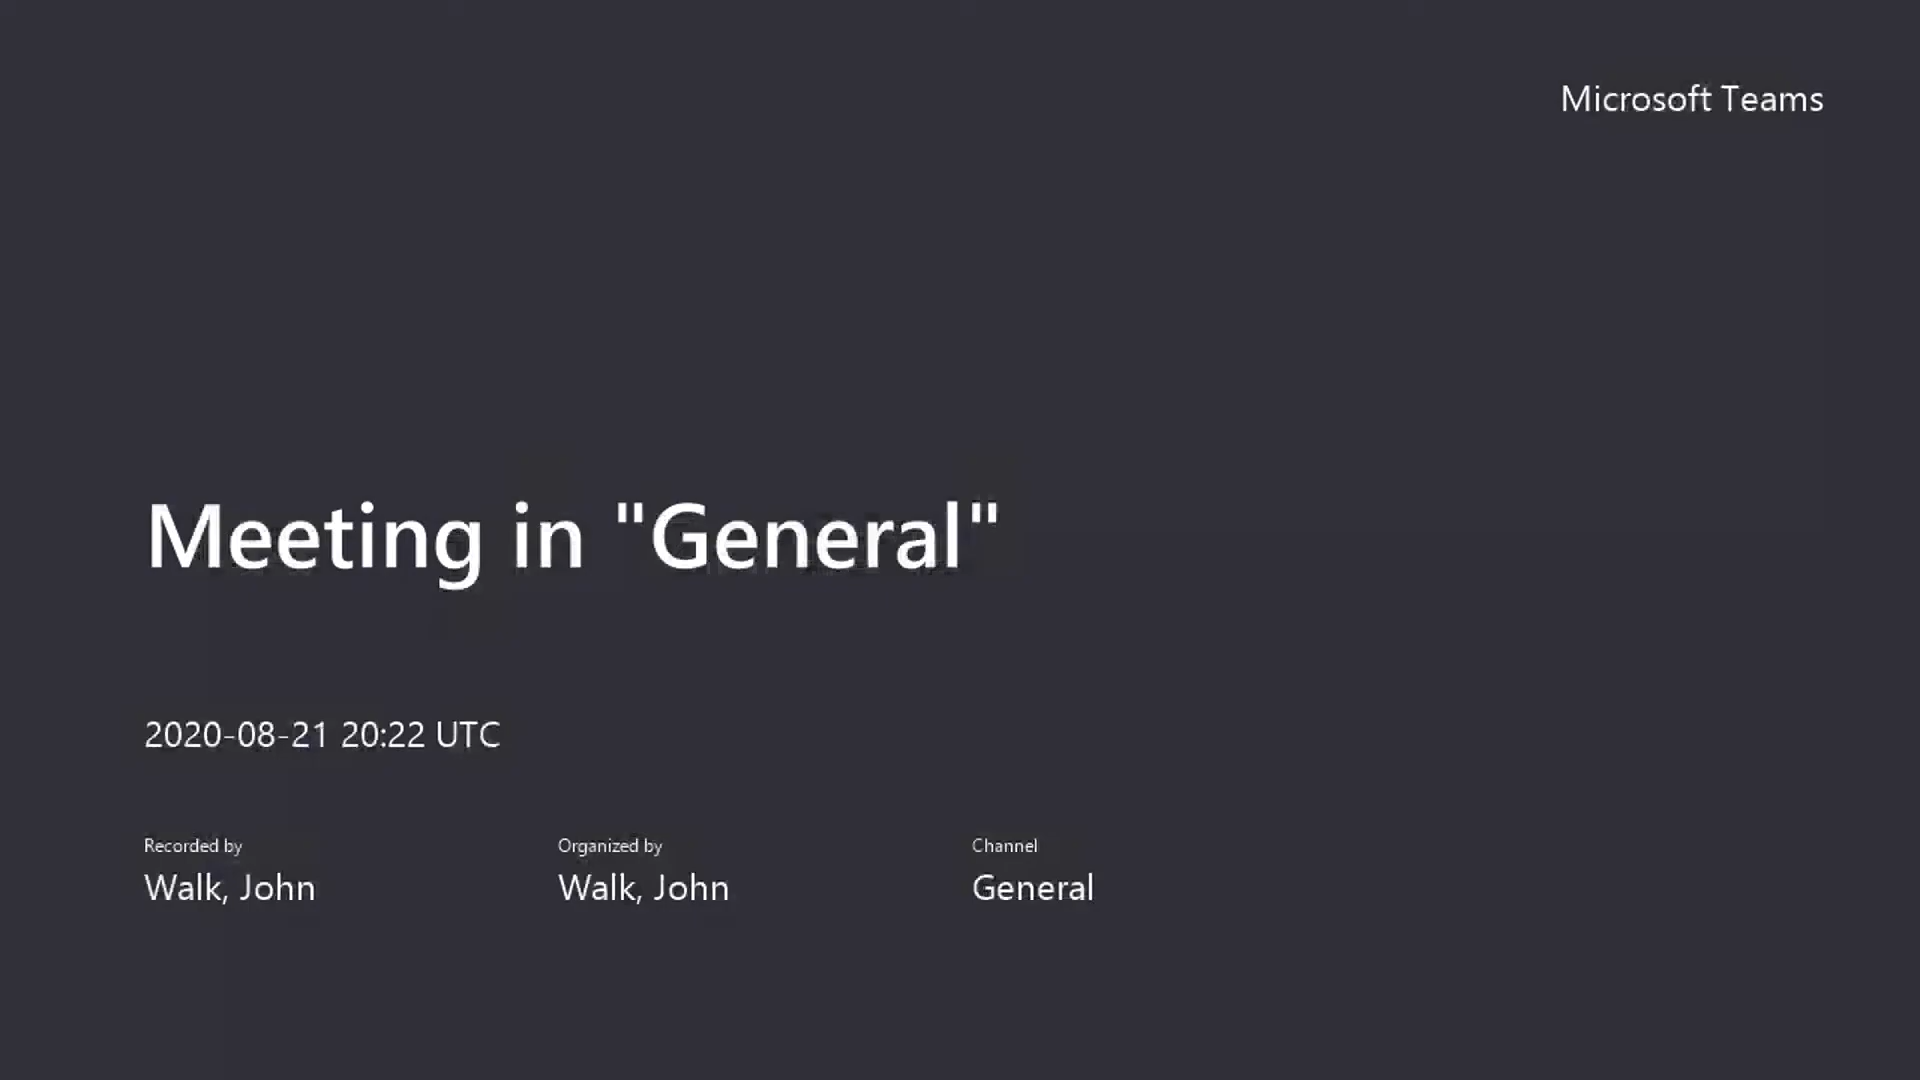 Microsoft Teams
Meeting in "General"
2020-08-21 20:22 UTC
Recorded by
Walk, John
Organized by
Walk, John
Channel
General